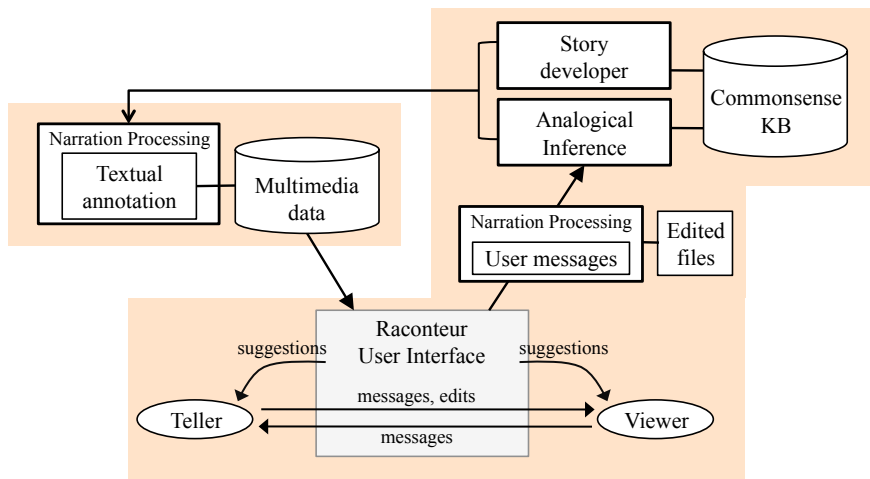 Story
developer
Commonsense
KB
Analogical
Inference
Narration Processing
Textual
annotation
Multimedia
data
Narration Processing
User messages
Edited
files
Raconteur
User Interface
suggestions
suggestions
messages, edits
Teller
Viewer
messages